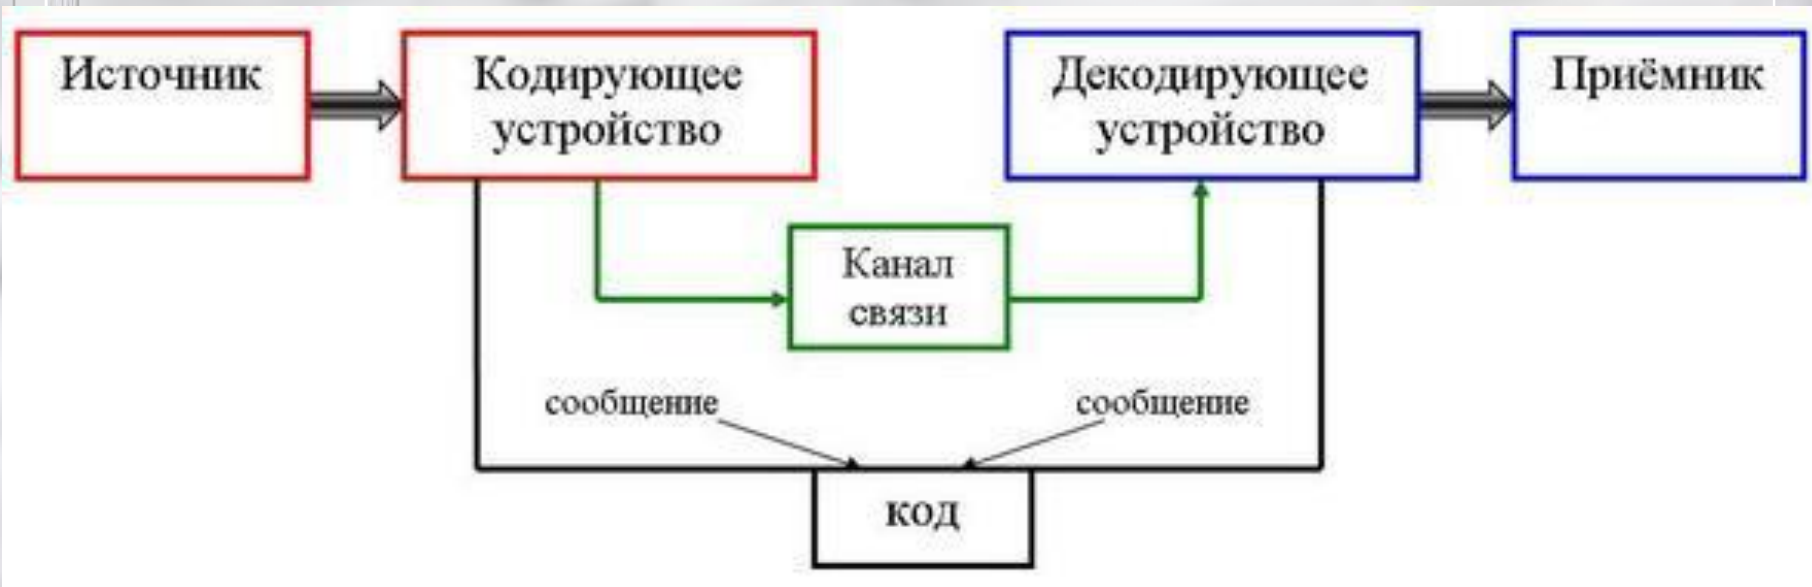 Источник
Кодирующее
устройство
Декодирующее
устройство
Приёмник
Канал
связи
сообщение
сообщение
код